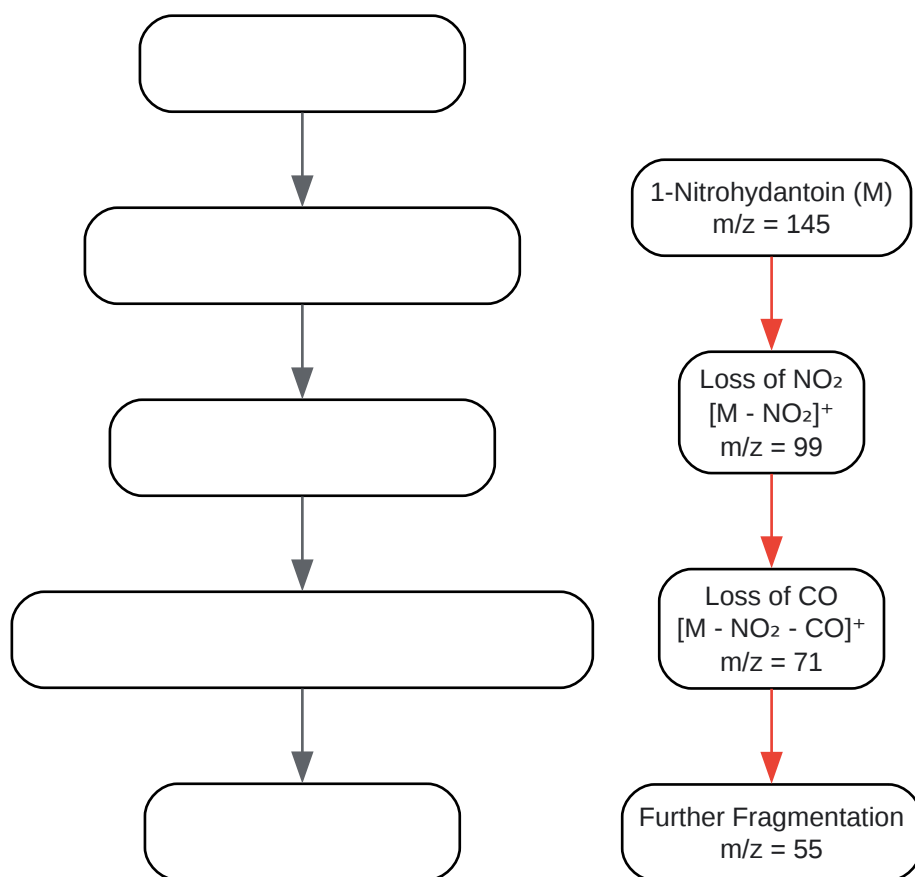 1-Nitrohydantoin (M)
m/z = 145
Loss of NO₂
[M - NO₂]⁺
m/z = 99
Loss of CO
[M - NO₂ - CO]⁺
m/z = 71
Further Fragmentation
m/z = 55